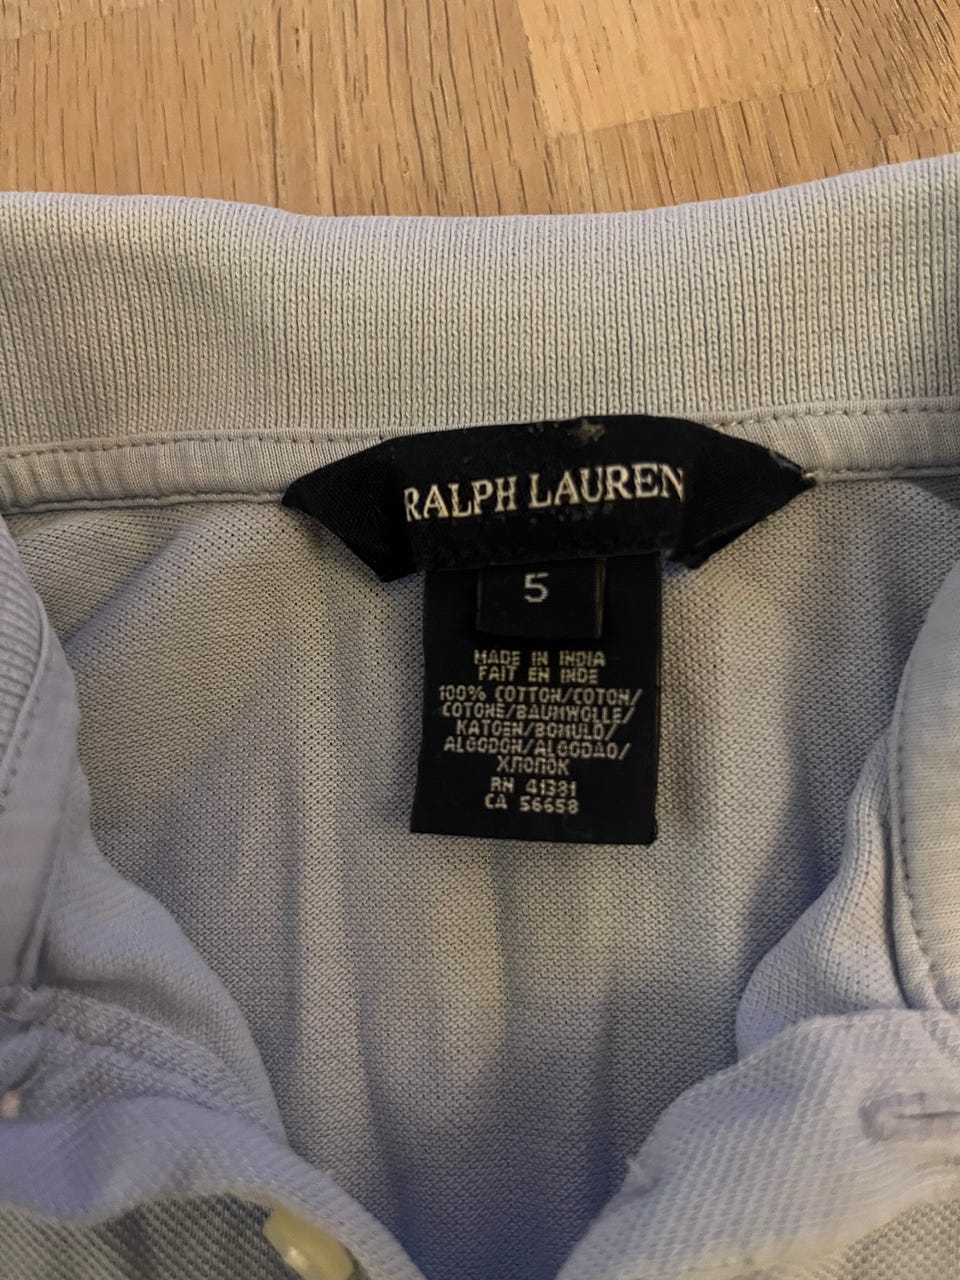 RALPH LAUREN
5
MADE IN INDIA
FAIT EN INDE
100% COTTON/COTON/
COTONE/BAUMWOLLE/
KATOEN/BOMULD/
ALGODON/ALGODAO/
ХЛОПОК
RN 41381
CA 56658